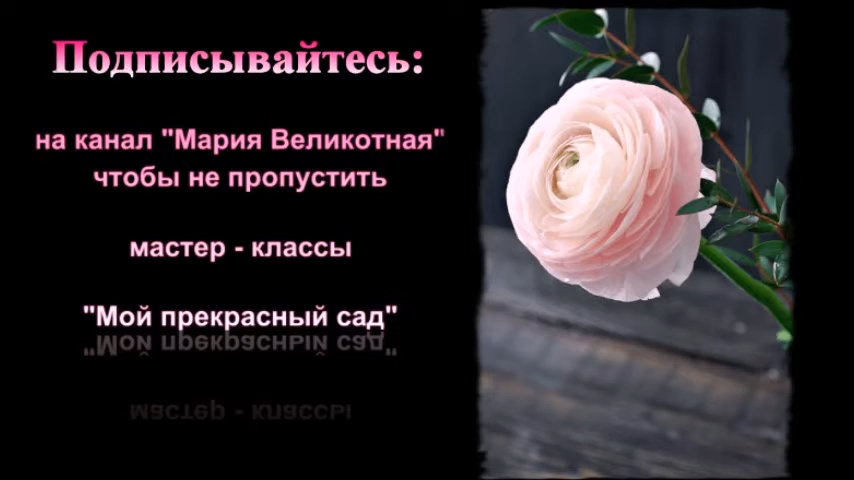 Подписывайтесь:
на канал "Мария Великотная"
чтобы не пропустить
мастер - классы
"Мой прекрасный сад"